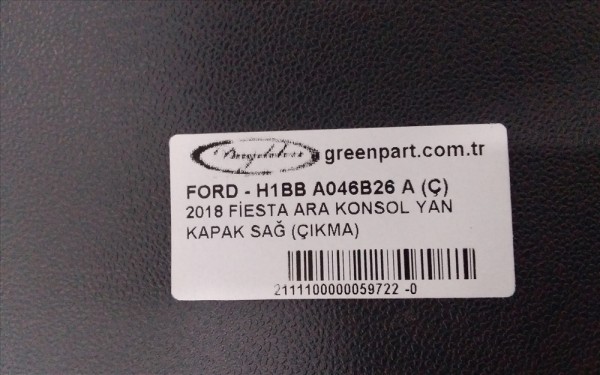 greenpart.com.tr
FORD - H1BB A046B26 A (Ç)
2018 FİESTA ARA KONSOL YAN
KAPAK SAĞ (ÇIKMA)
2111100000059722 -0